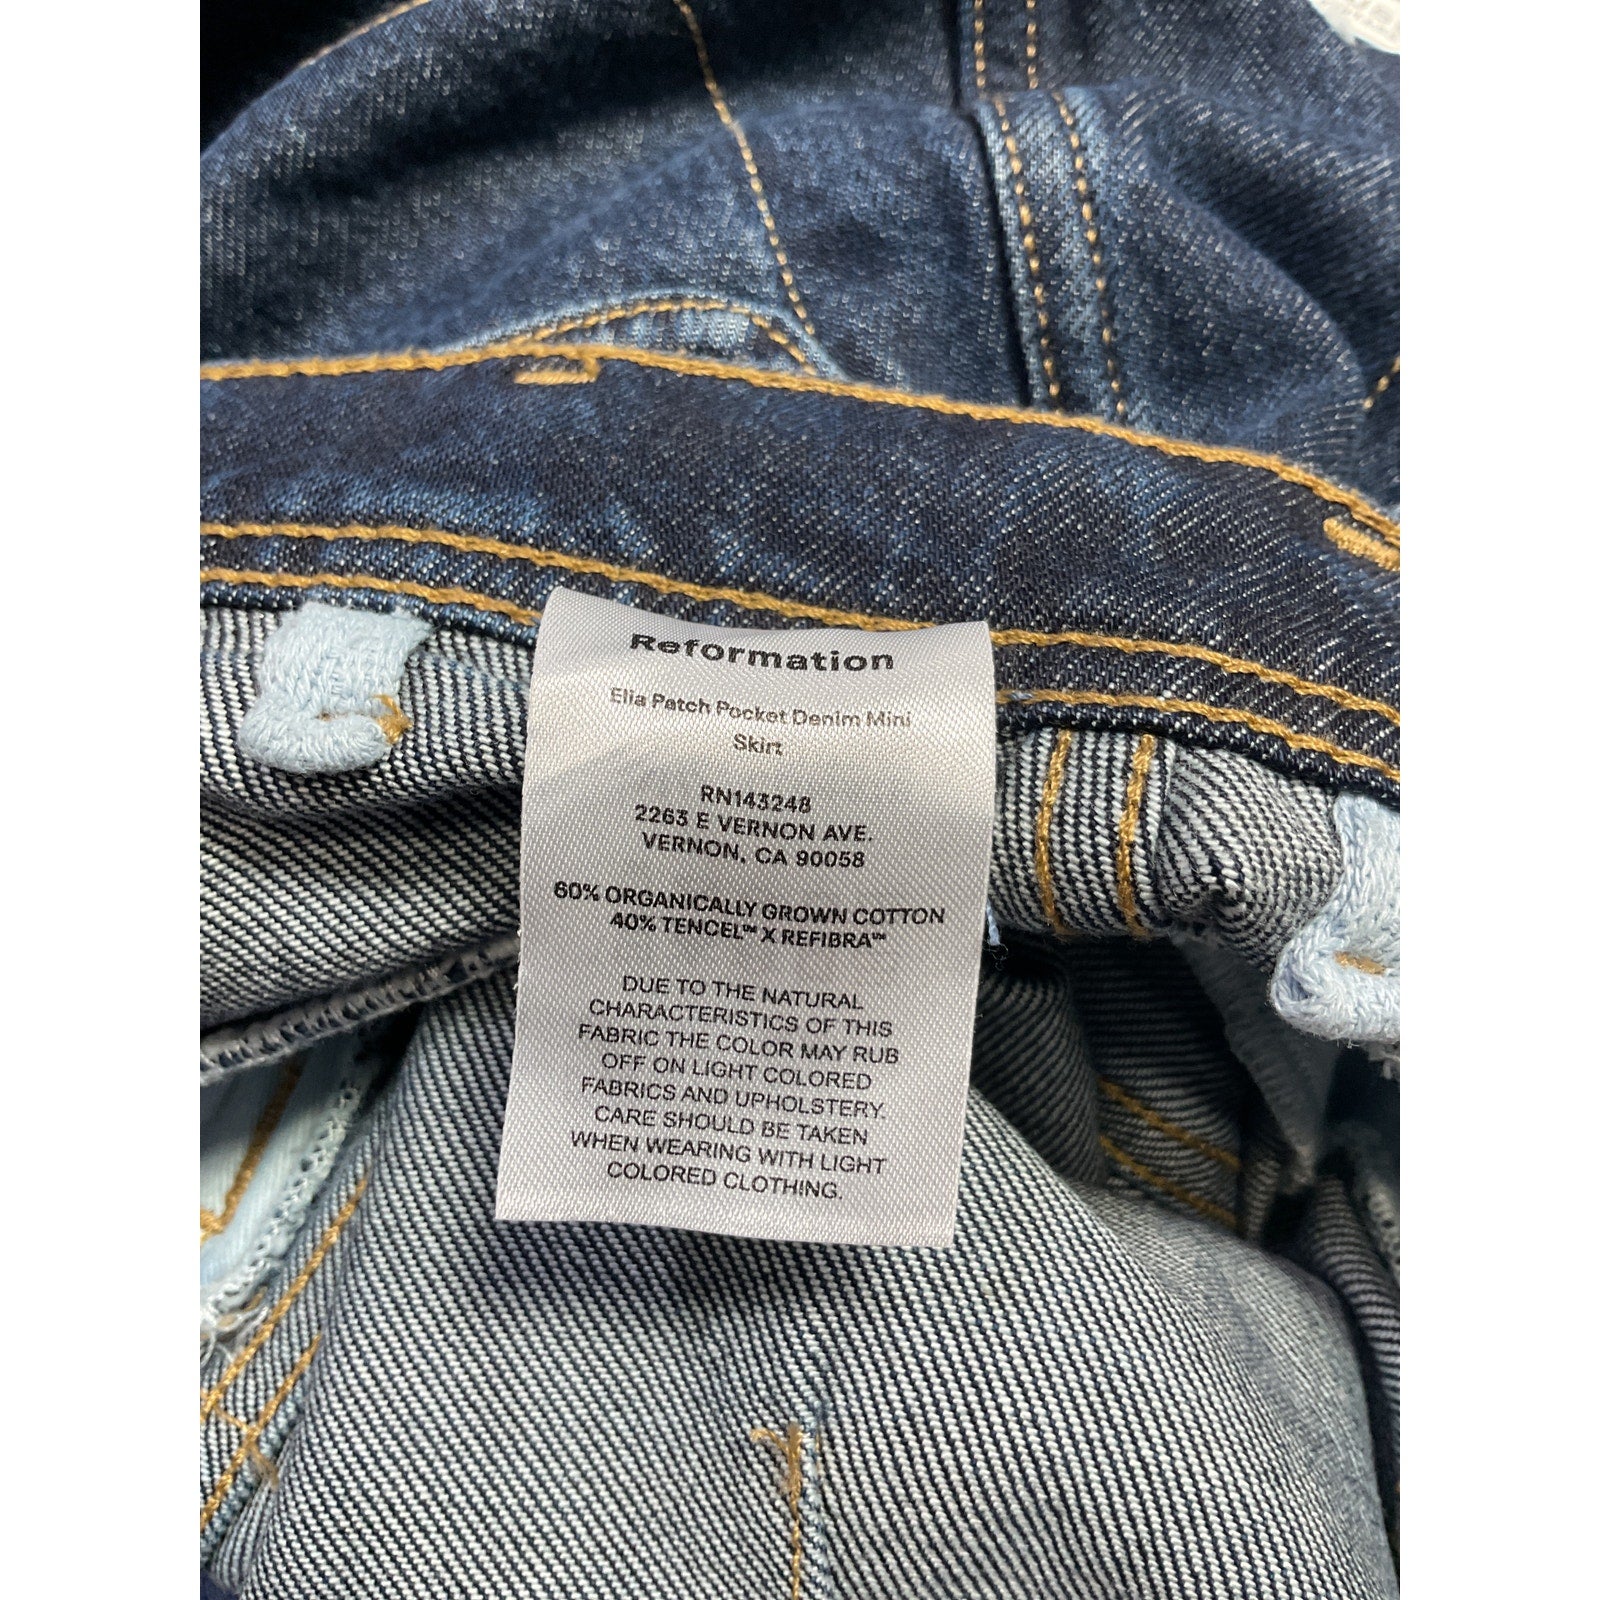 Reformation
Ella Patch Pocket Denim Mini
Skirt
RN143248
2263 E VERNON AVE.
VERNON, CA 90058
60% ORGANICALLY GROWN COTTON
40% TENCEL™ X REFIBRA™
DUE TO THE NATURAL
CHARACTERISTICS OF THIS
FABRIC THE COLOR MAY RUB
OFF ON LIGHT COLORED
FABRICS AND UPHOLSTERY.
CARE SHOULD BE TAKEN
WHEN WEARING WITH LIGHT
COLORED CLOTHING.